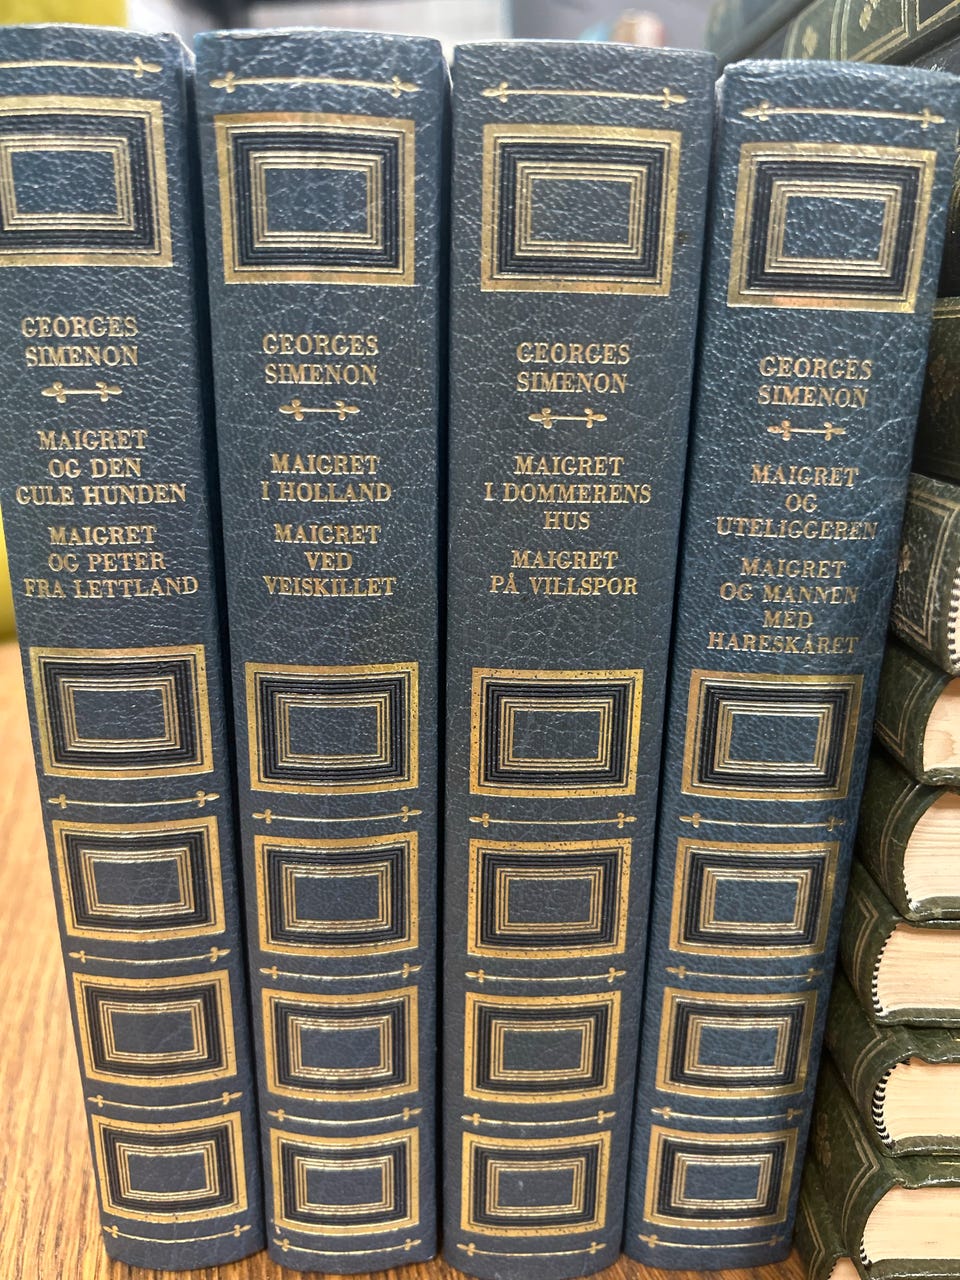 GEORGES
SIMENON
MAIGRET
OG DEN
GULE HUNDEN
MAIGRET
OG PETER
FRA LETTLAND
GEORGES
SIMENON
MAIGRET
I HOLLAND
MAIGRET
VED
VEISKILLET
GEORGES
SIMENON
MAIGRET
I DOMMERENS
HUS
MAIGRET
PÅ VILLSPOR
GEORGES
SIMENON
MAIGRET
OG
UTELIGGEREN
MAIGRET
OG MANNEN
MED
HARESKÅRET